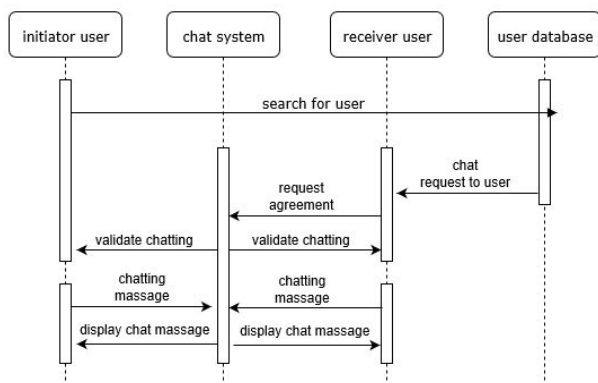 initiator user
chat system
receiver user
user database
search for user
chat
request to user
request
agreement
validate chatting
validate chatting
chatting
massage
chatting
massage
display chat massage
display chat massage